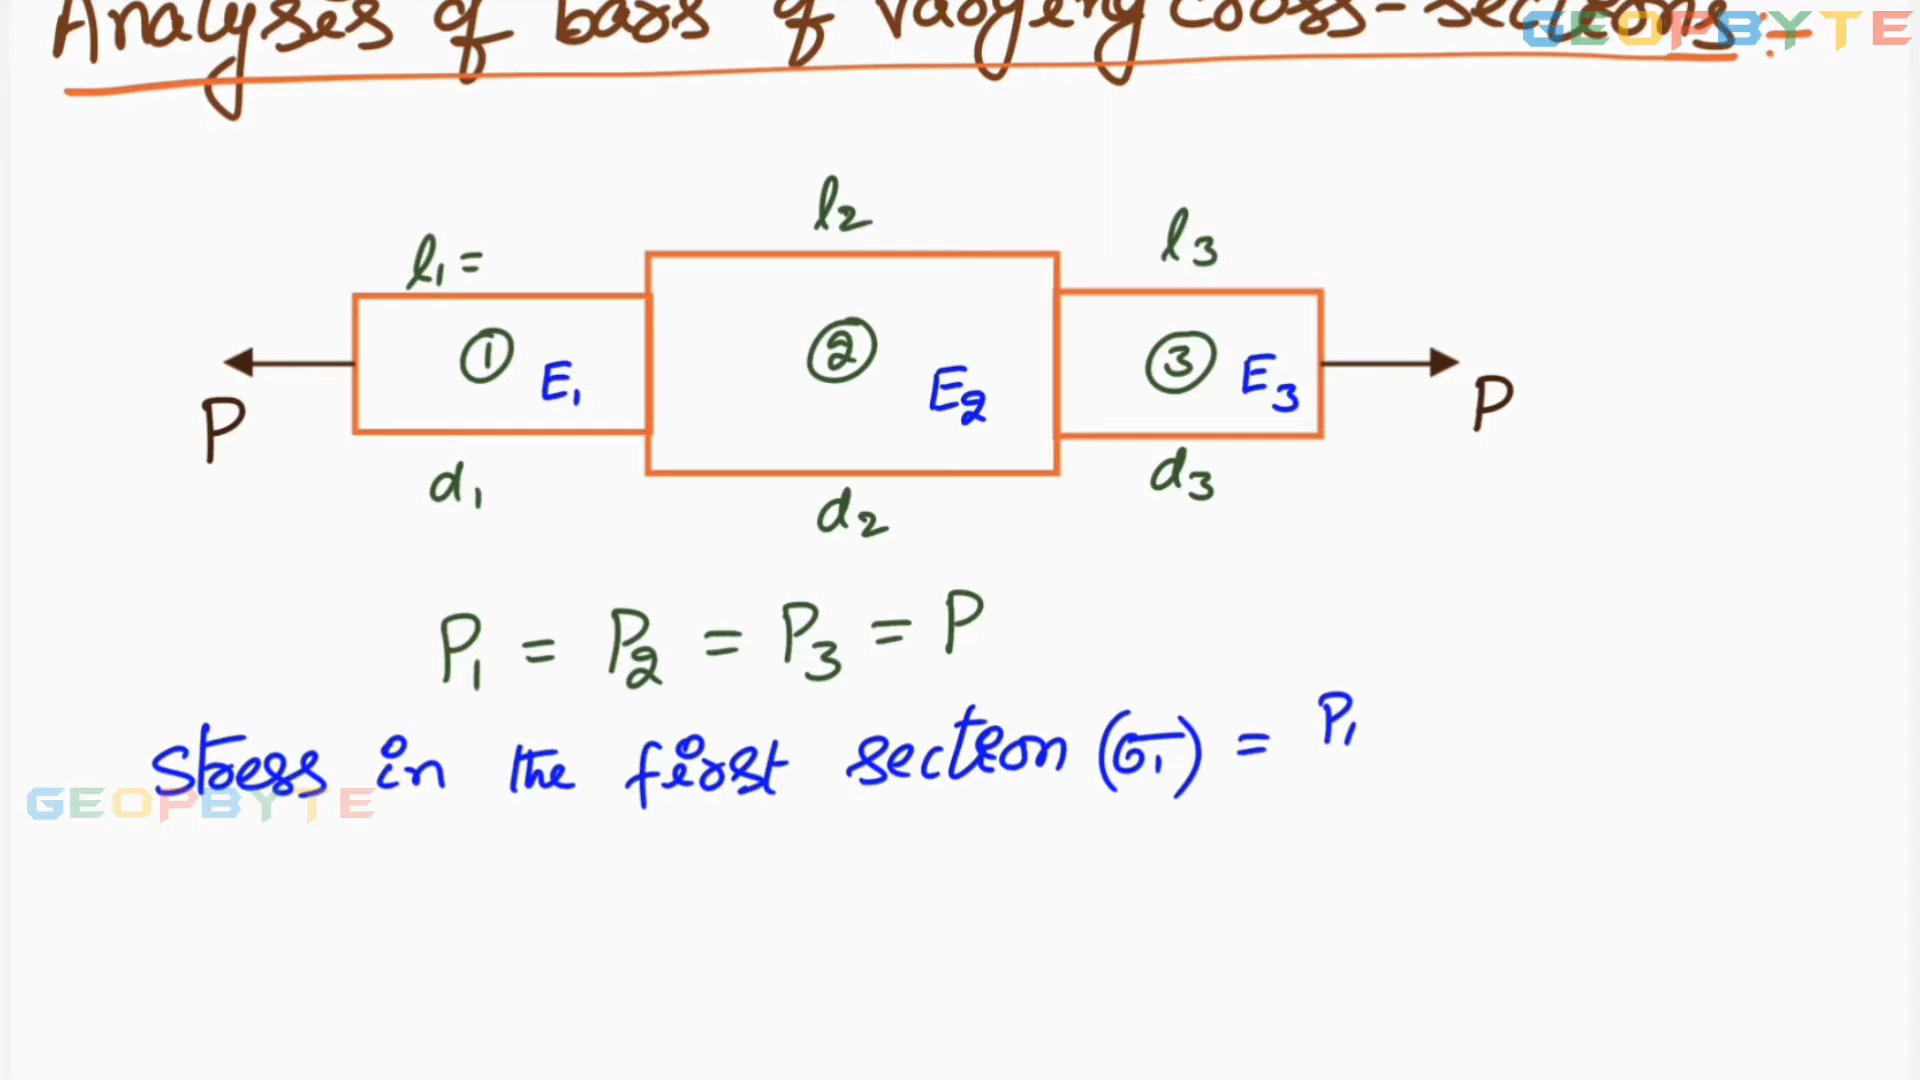 Analysis of bars of varying cross-sections:-
GEOPBYTE
l2
l3
l1 =
① E1
② E2
③ E3
P
P
d1
d3
d2
P1 = P2 = P3 = P
Stress in the first section (σ1) = P1
GEOPBYTE